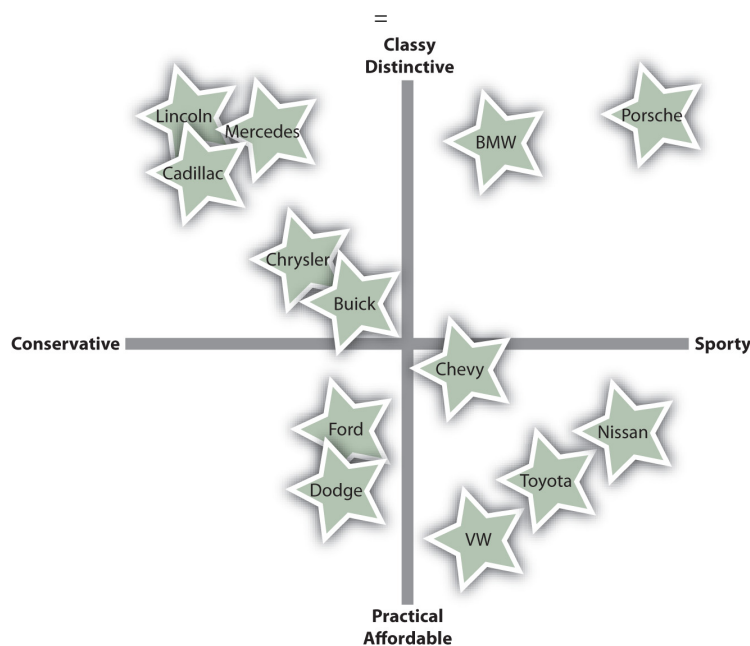 =
Classy
Distinctive
Lincoln
Mercedes
BMW
Porsche
Cadillac
Chrysler
Buick
Conservative
Sporty
Chevy
Ford
Nissan
Dodge
Toyota
VW
Practical
Affordable